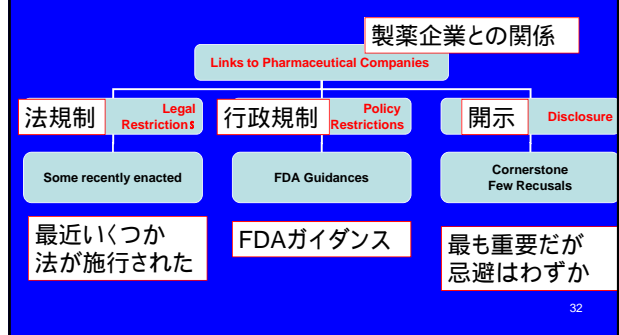 製薬企業との関係
Links to Pharmaceutical Companies
法規制
Legal
Restrictions
行政規制
Policy
Restrictions
開示
Disclosure
Some recently enacted
FDA Guidances
Cornerstone
Few Recusals
最近いくつか
法が施行された
FDAガイダンス
最も重要だが
忌避はわずか
32